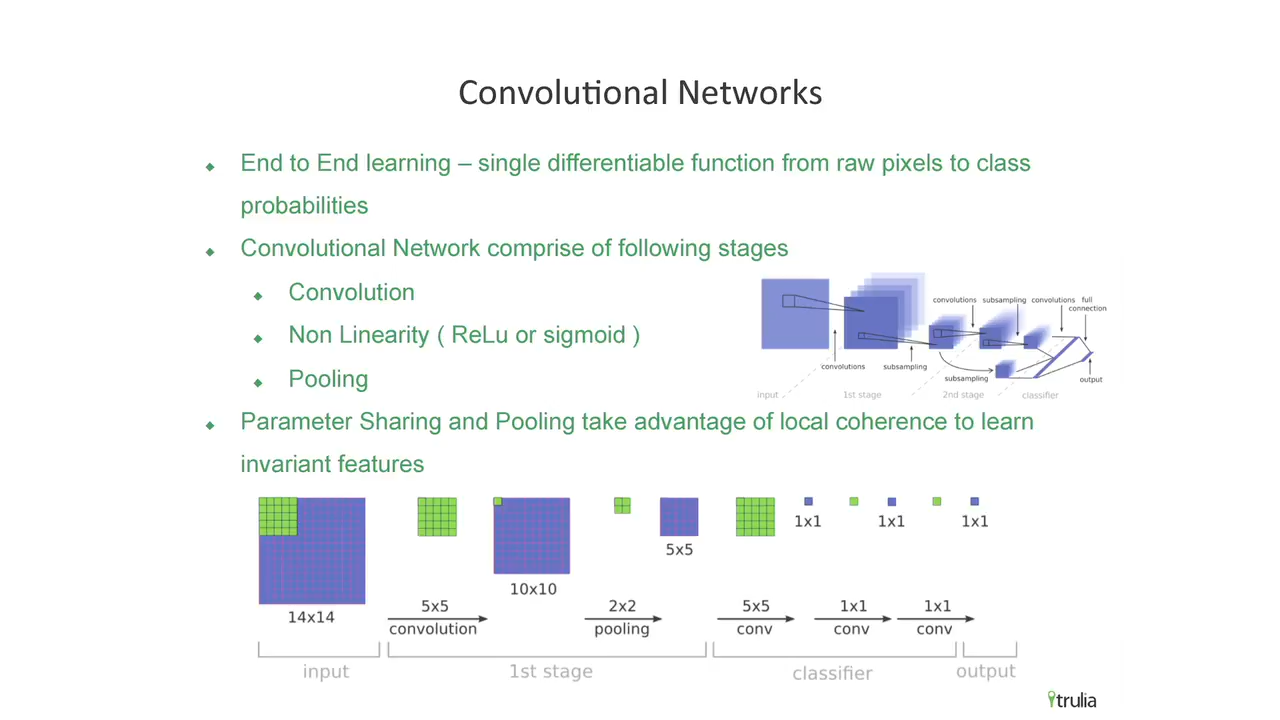 Convolutional Networks
End to End learning – single differentiable function from raw pixels to class
probabilities
Convolutional Network comprise of following stages
Convolution
Non Linearity ( ReLu or sigmoid )
Pooling
convolutions subsampling convolutions full
connection
convolutions subsampling
subsampling
output
input 1st stage 2nd stage classifier
Parameter Sharing and Pooling take advantage of local coherence to learn
invariant features
1x1 1x1 1x1
5x5
10x10
14x14
5x5 2x2 5x5 1x1 1x1
convolution pooling conv conv conv
input 1st stage classifier output
trulia